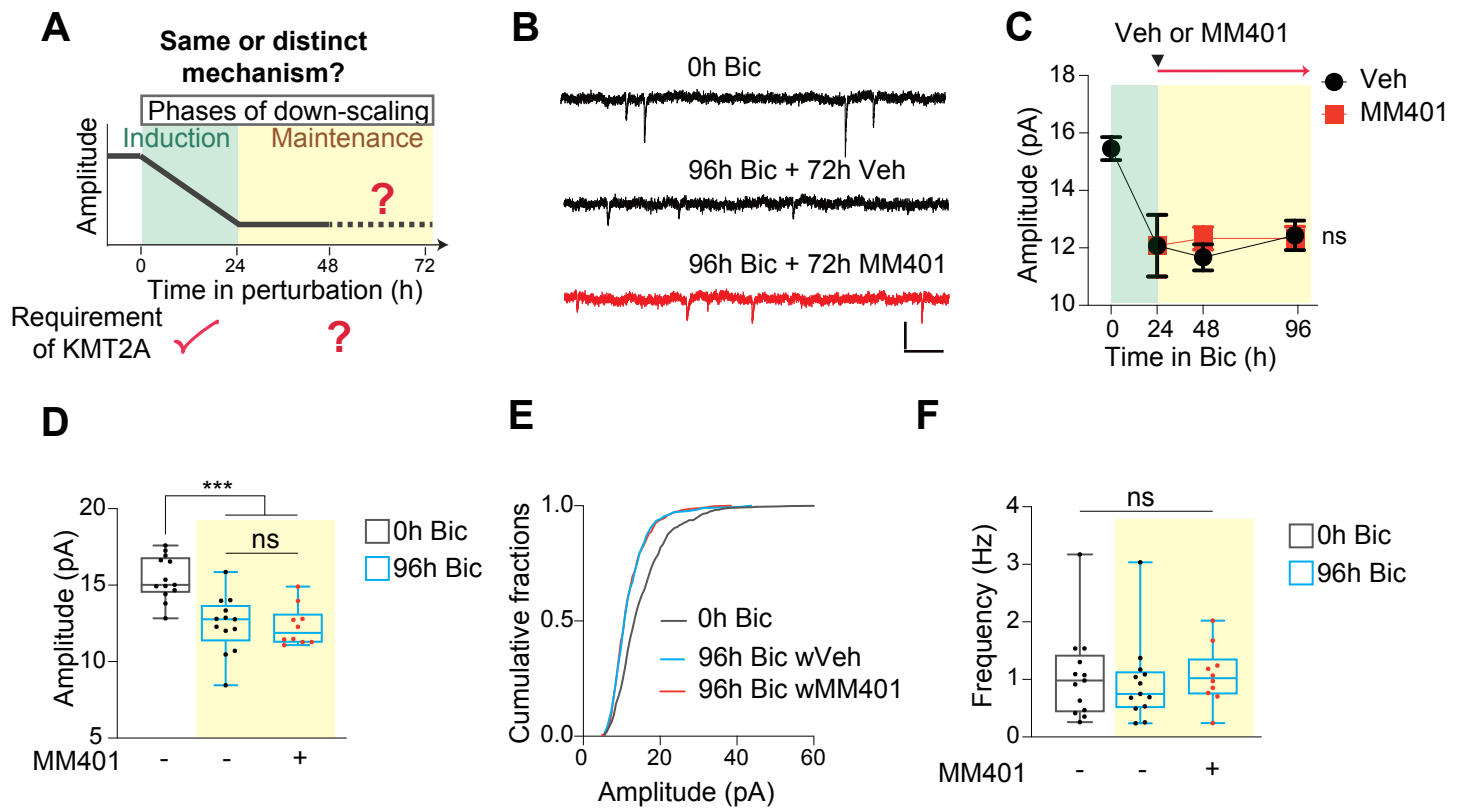 A
Same or distinct
mechanism?
Phases of down-scaling
Induction Maintenance
Amplitude
?
0 24 48 72
Time in perturbation (h)
Requirement
of KMT2A
?
B
0h Bic
96h Bic + 72h Veh
96h Bic + 72h MM401
C
Veh or MM401
Veh
MM401
18
16
14
12
10
Amplitude (pA)
ns
0 24 48 96
Time in Bic (h)
D
***
ns
20
15
10
5
Amplitude (pA)
0h Bic
96h Bic
MM401 - - +
E
1.0
0.5
0.0
Cumulative fractions
0h Bic
96h Bic wVeh
96h Bic wMM401
0 20 40 60
Amplitude (pA)
F
ns
4
3
2
1
0
Frequency (Hz)
0h Bic
96h Bic
MM401 - - +